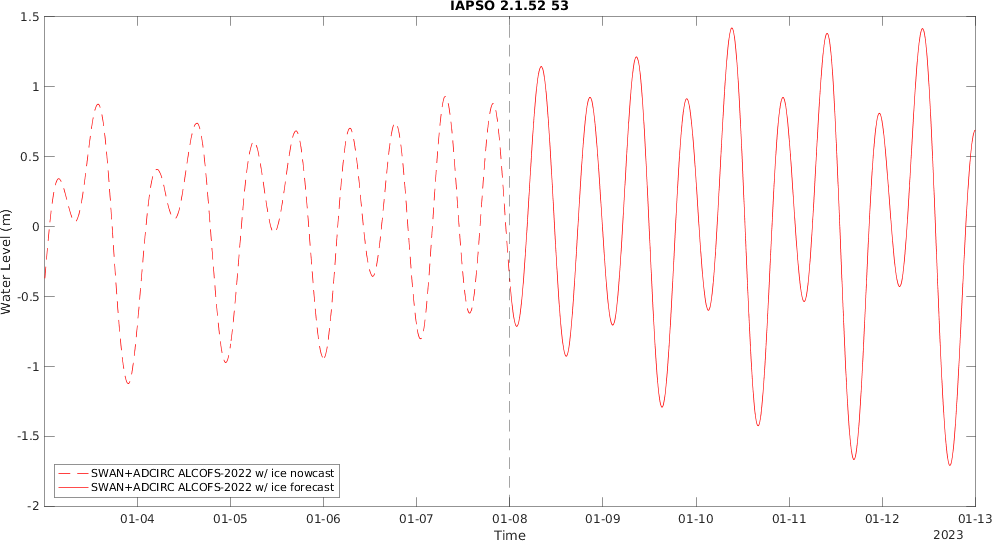 IAPSO 2.1.52 53
1.5
1
0.5
0
-0.5
-1
-1.5
-2
Water Level (m)
SWAN+ADCIRC ALCOFS-2022 w/ ice nowcast
SWAN+ADCIRC ALCOFS-2022 w/ ice forecast
01-04 01-05 01-06 01-07 01-08 01-09 01-10 01-11 01-12 01-13
Time
2023